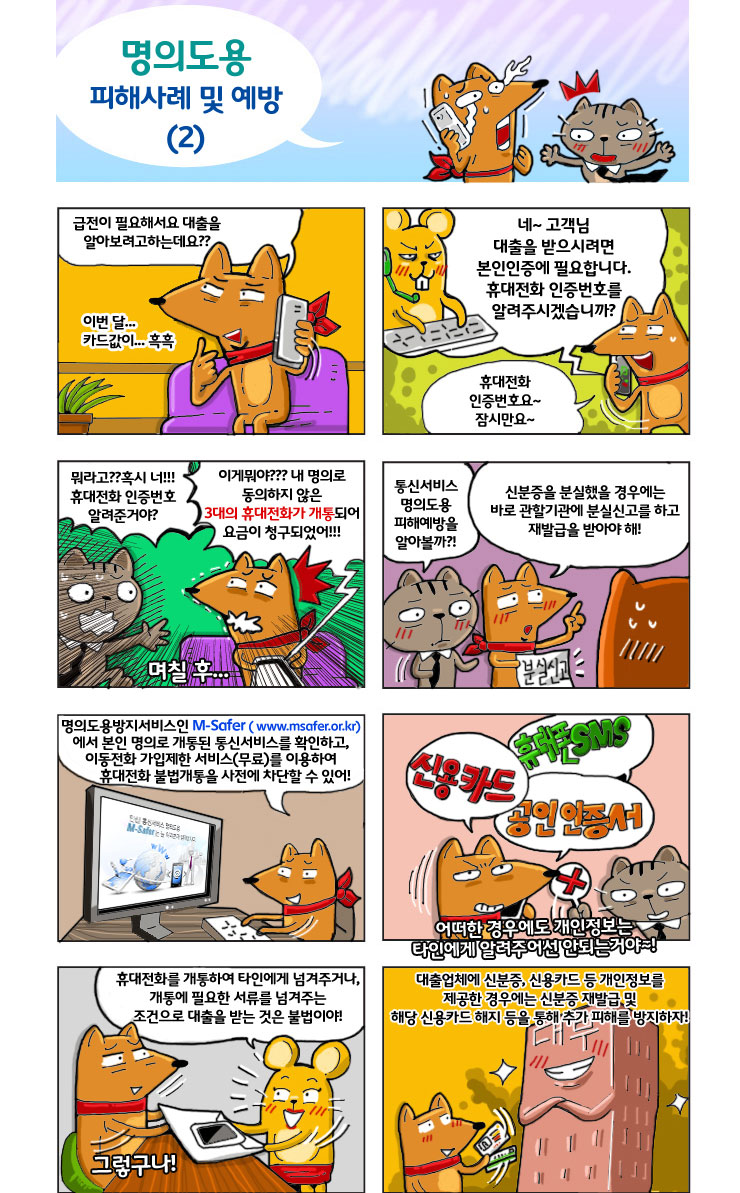 명의도용
피해사례 및 예방
(2)
급전이 필요해서요 대출을
알아보려고하는데요??
이번 달...
카드값이... 흑흑
네~ 고객님
대출을 받으시려면
본인인증에 필요합니다.
휴대전화 인증번호를
알려주시겠습니까?
휴대전화
인증번호요~
잠시만요~
뭐라고??혹시 너!!!
휴대전화 인증번호
알려준거야?
이게뭐야??? 내 명의로
동의하지 않은
3대의 휴대전화가 개통되어
요금이 청구되었어!!!
며칠 후...
통신서비스
명의도용
피해예방을
알아볼까?!
신분증을 분실했을 경우에는
바로 관할기관에 분실신고를 하고
재발급을 받아야 해!
분실신고
명의도용방지서비스인 M-Safer ( www.msafer.or.kr)
에서 본인 명의로 개통된 통신서비스를 확인하고,
이동전화 가입제한 서비스(무료)를 이용하여
휴대전화 불법개통을 사전에 차단할 수 있어!
통신서비스 명의도용
M-Safer
휴대폰SMS
신용카드
공인인증서
어떠한 경우에도 개인정보는
타인에게 알려주어선 안되는거야~!
휴대전화를 개통하여 타인에게 넘겨주거나,
개통에 필요한 서류를 넘겨주는
조건으로 대출을 받는 것은 불법이야!
그렇구나!
대출업체에 신분증, 신용카드 등 개인정보를
제공한 경우에는 신분증 재발급 및
해당 신용카드 해지 등을 통해 추가 피해를 방지하자!
대부